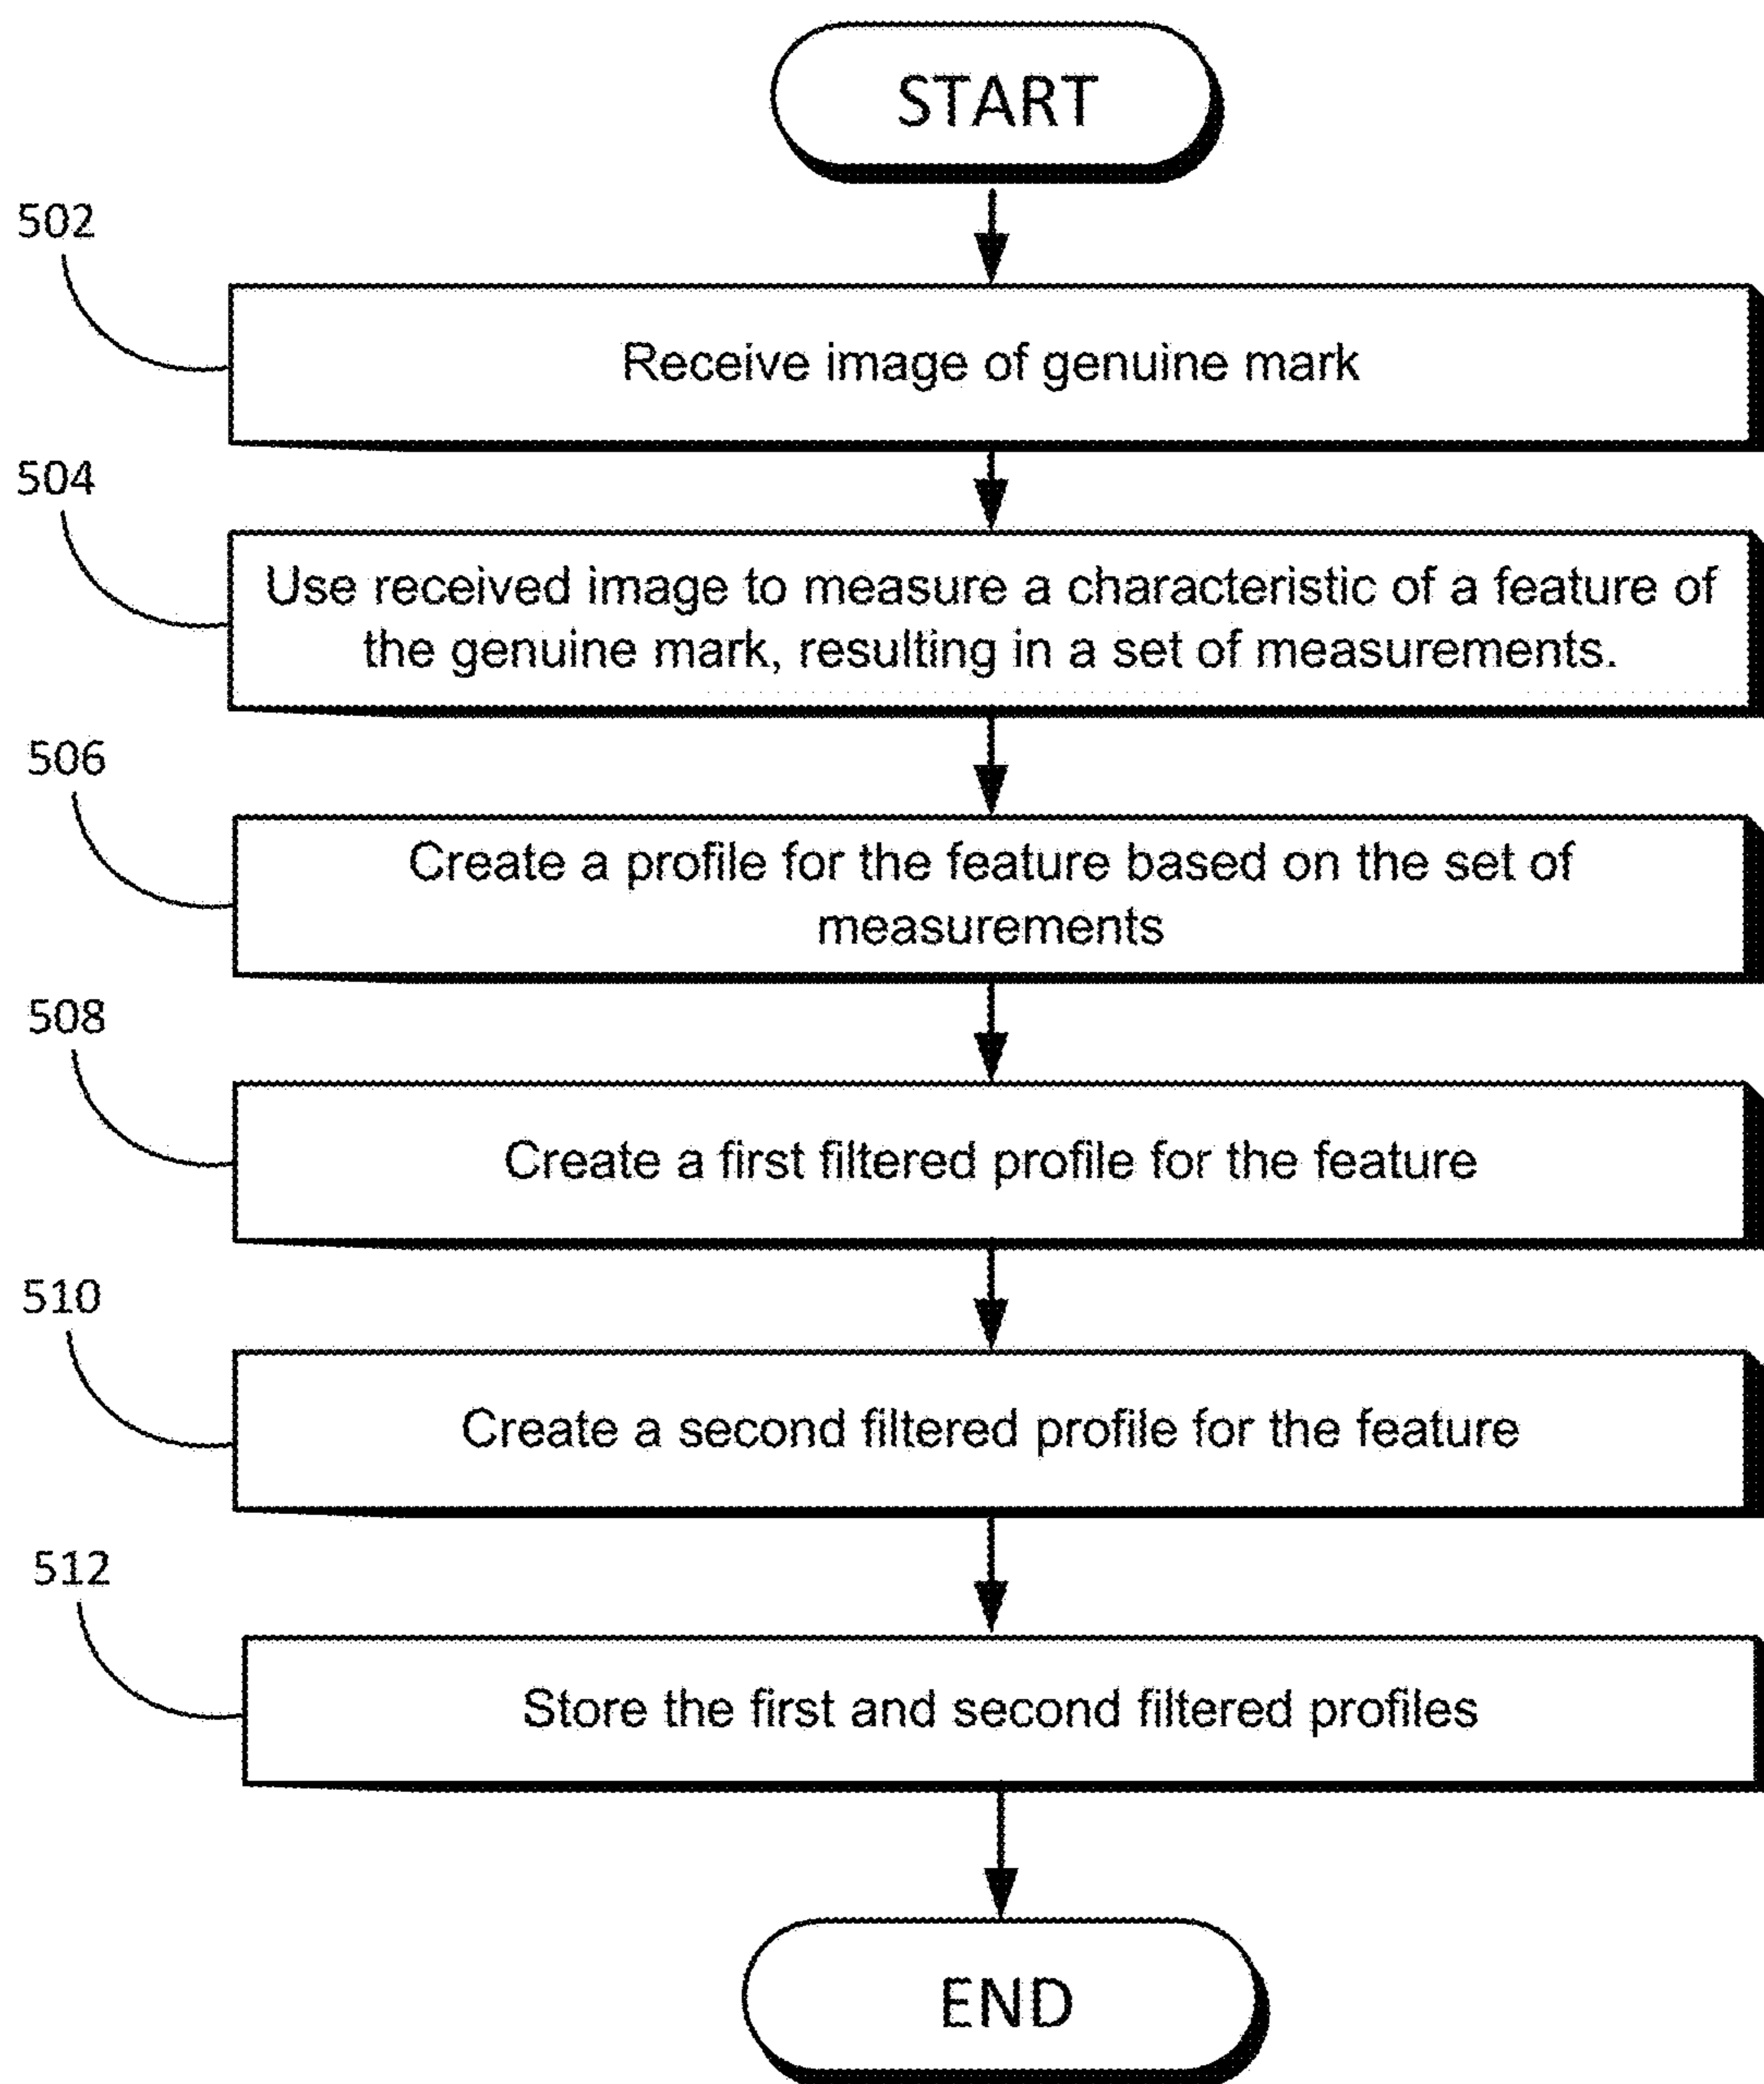 START
502
Receive image of genuine mark
504
Use received image to measure a characteristic of a feature of
the genuine mark, resulting in a set of measurements.
506
Create a profile for the feature based on the set of
measurements
508
Create a first filtered profile for the feature
510
Create a second filtered profile for the feature
512
Store the first and second filtered profiles
END